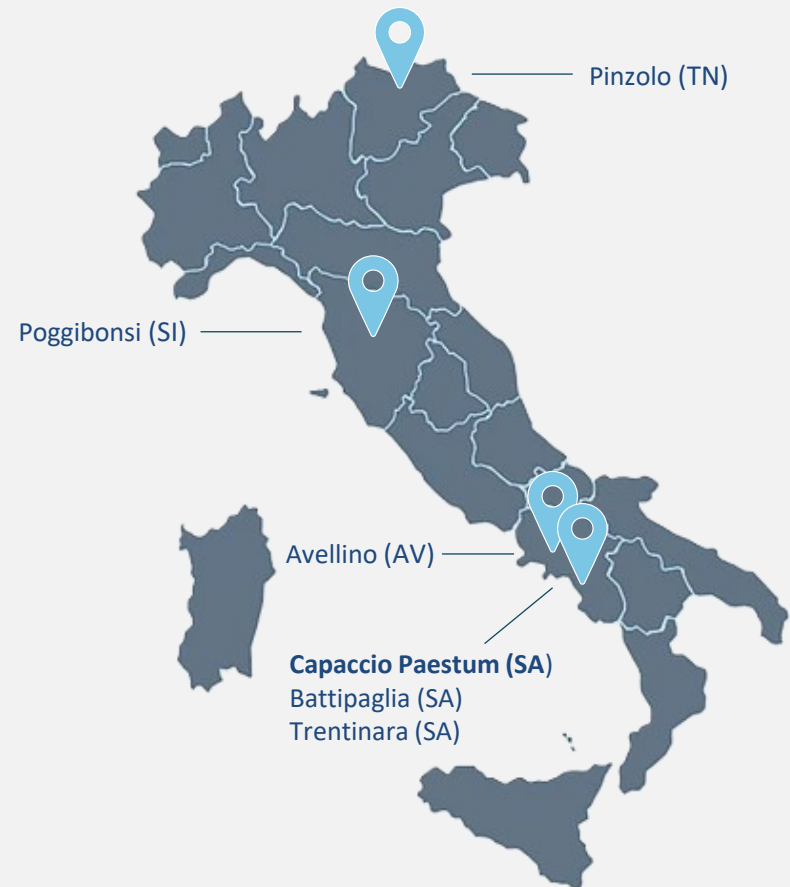 Pinzolo (TN)
Poggibonsi (SI)
Avellino (AV)
Capaccio Paestum (SA)
Battipaglia (SA)
Trentinara (SA)